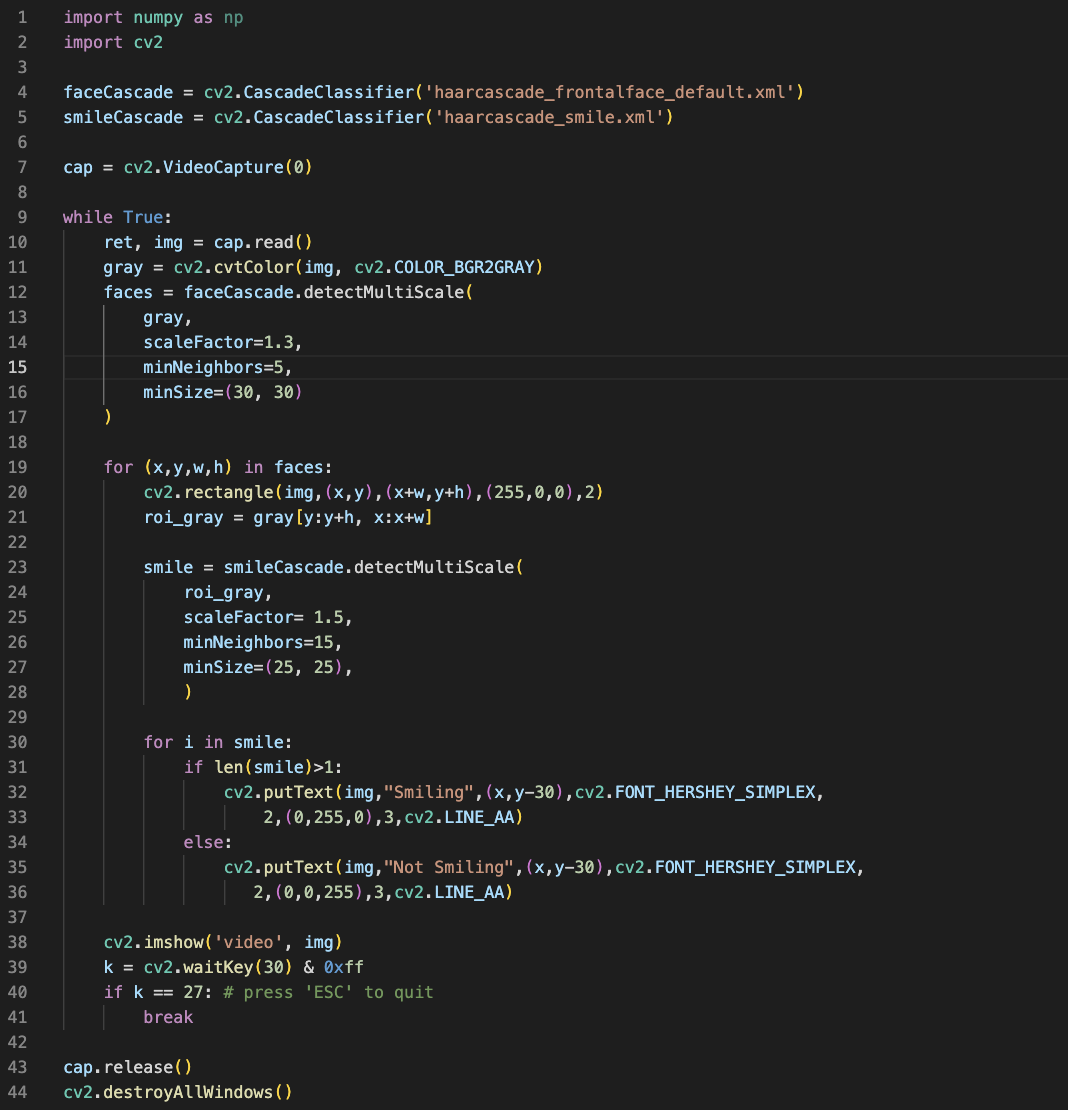 1 import numpy as np
2 import cv2
3
4 faceCascade = cv2.CascadeClassifier('haarcascade_frontalface_default.xml')
5 smileCascade = cv2.CascadeClassifier('haarcascade_smile.xml')
6
7 cap = cv2.VideoCapture(0)
8
9 while True:
10     ret, img = cap.read()
11     gray = cv2.cvtColor(img, cv2.COLOR_BGR2GRAY)
12     faces = faceCascade.detectMultiScale(
13         gray,
14         scaleFactor=1.3,
15         minNeighbors=5,
16         minSize=(30, 30)
17     )
18
19     for (x,y,w,h) in faces:
20         cv2.rectangle(img,(x,y),(x+w,y+h),(255,0,0),2)
21         roi_gray = gray[y:y+h, x:x+w]
22
23         smile = smileCascade.detectMultiScale(
24             roi_gray,
25             scaleFactor= 1.5,
26             minNeighbors=15,
27             minSize=(25, 25),
28             )
29
30         for i in smile:
31             if len(smile)>1:
32                 cv2.putText(img,"Smiling",(x,y-30),cv2.FONT_HERSHEY_SIMPLEX,
33                     2,(0,255,0),3,cv2.LINE_AA)
34             else:
35                 cv2.putText(img,"Not Smiling",(x,y-30),cv2.FONT_HERSHEY_SIMPLEX,
36                    2,(0,0,255),3,cv2.LINE_AA)
37
38     cv2.imshow('video', img)
39     k = cv2.waitKey(30) & 0xff
40     if k == 27: # press 'ESC' to quit
41         break
42
43 cap.release()
44 cv2.destroyAllWindows()